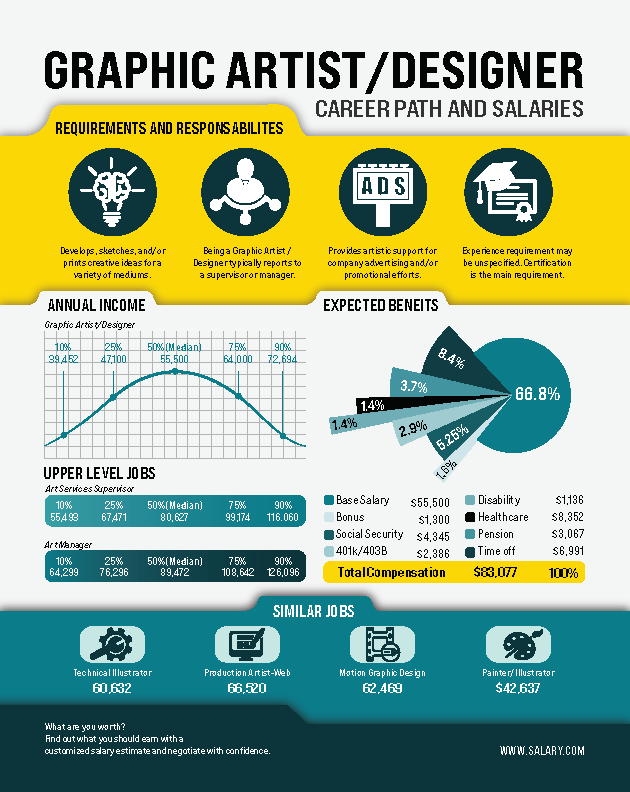 GRAPHIC ARTIST/DESIGNER
CAREER PATH AND SALARIES
REQUIREMENTS AND RESPONSABILITES
ADS
Develops, sketches, and/or
prints creative ideas for a
variety of mediums.
Being a Graphic Artist /
Designer typically reports to
a supervisor or manager.
Provides artistic support for
company advertising and/or
promotional efforts.
Experience requirement may
be unspecified. Certification
is the main requirement.
ANNUAL INCOME
Graphic Artist/Designer
10% 25% 50%(Median) 75% 90%
39,452 47,100 55,500 64,000 72,694
UPPER LEVEL JOBS
Art Services Supervisor
10% 25% 50%(Median) 75% 90%
55,493 67,471 80,627 99,174 116.060
Art Manager
10% 25% 50%(Median) 75% 90%
64,299 76,296 89,472 108,642 126,096
EXPECTED BENEITS
8.4%
3.7%
1.4%
1.4%
2.9%
5.25%
1.6%
66.8%
Base Salary $55,500
Bonus $1,300
Social Security $4,345
401k/403B $2,386
Disability $1,136
Healthcare $8,352
Pension $3,067
Time off $6,991
Total Compensation $83,077 100%
SIMILAR JOBS
Technical Illustrator
60,632
Production Artist-Web
66,520
Motion Graphic Design
62,469
Painter/Illustrator
$42,637
What are you worth?
Find out what you should earn with a
customized salary estimate and negotiate with confidence.
WWW.SALARY.COM